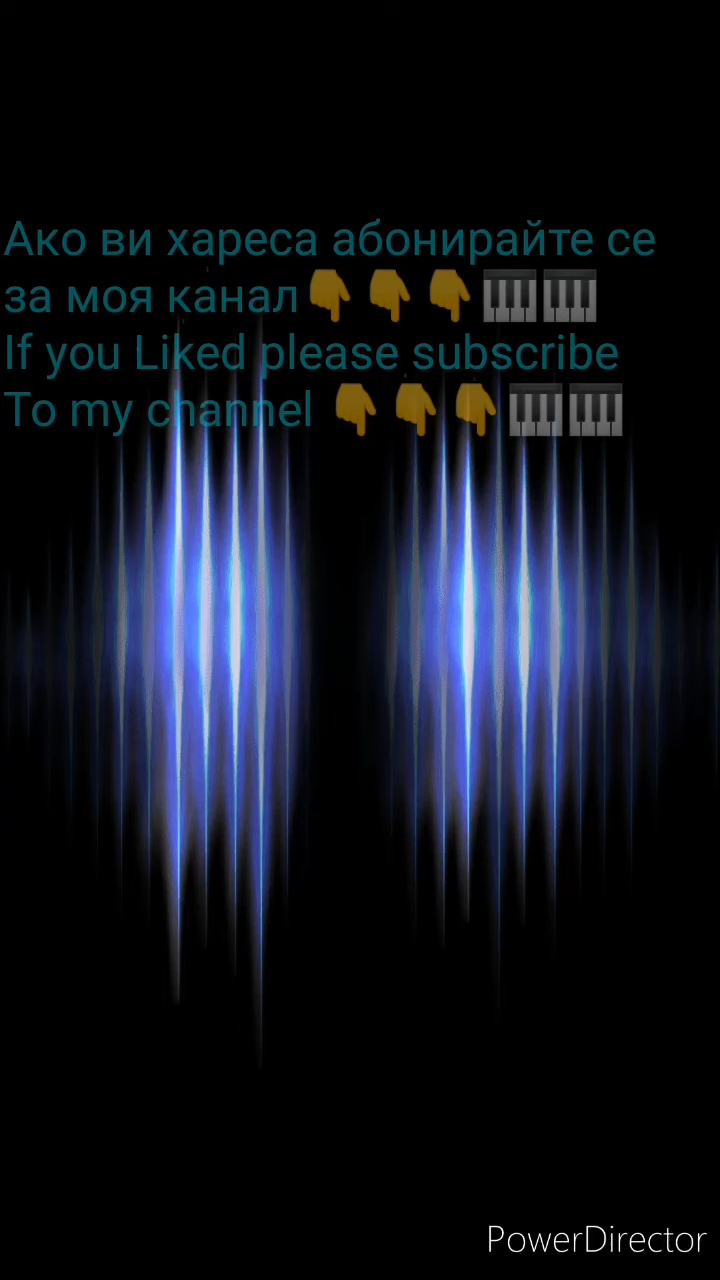 Ако ви хареса абонирайте се
за моя канал👇👇👇🎹🎹
If you Liked please subscribe
To my channel 👇👇👇🎹🎹
PowerDirector